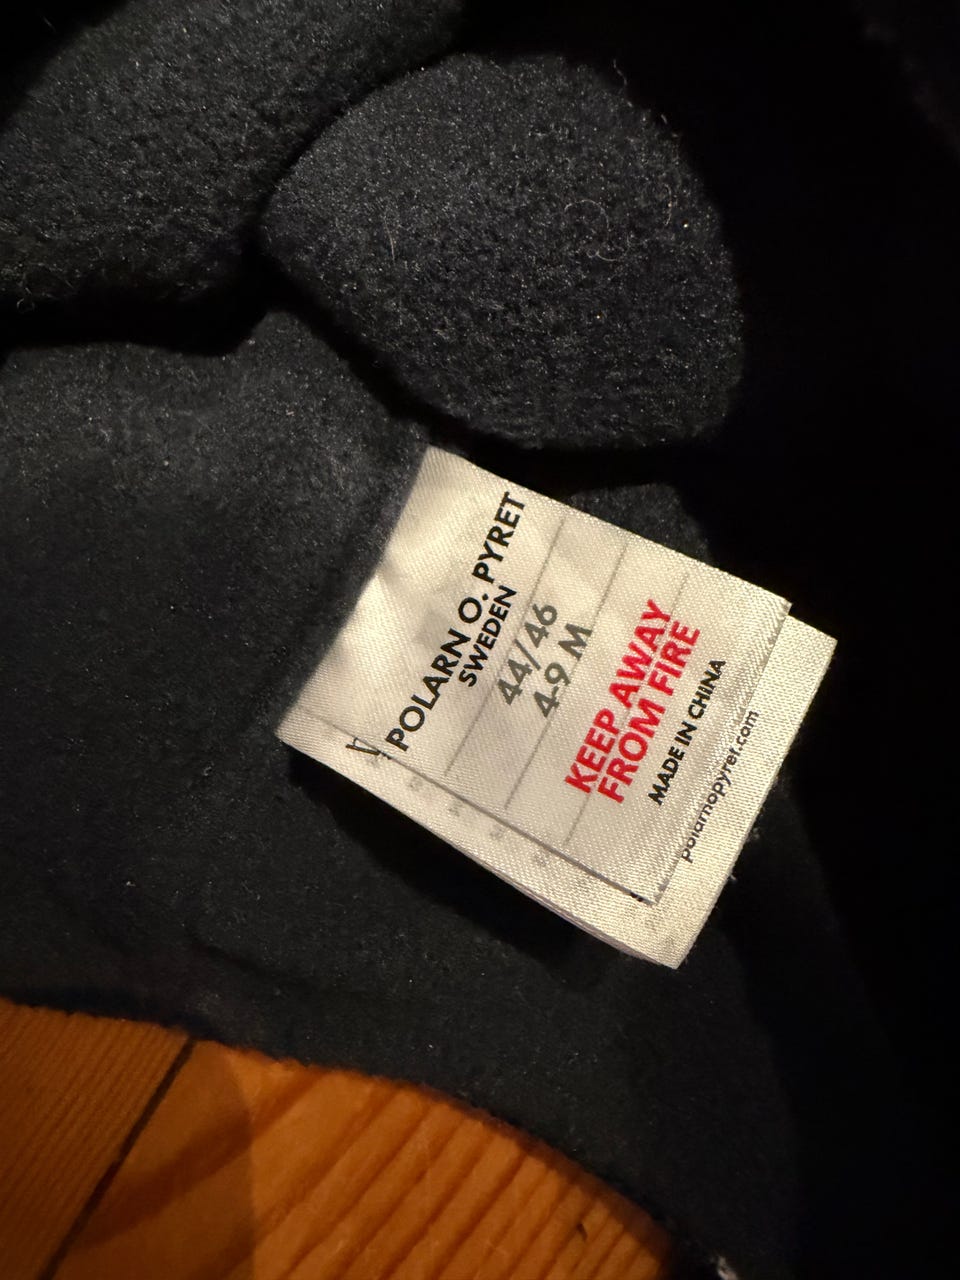 POLARN O. PYRET
SWEDEN
44/46
4-9 M
KEEP AWAY
FROM FIRE
MADE IN CHINA
polarnopyret.com